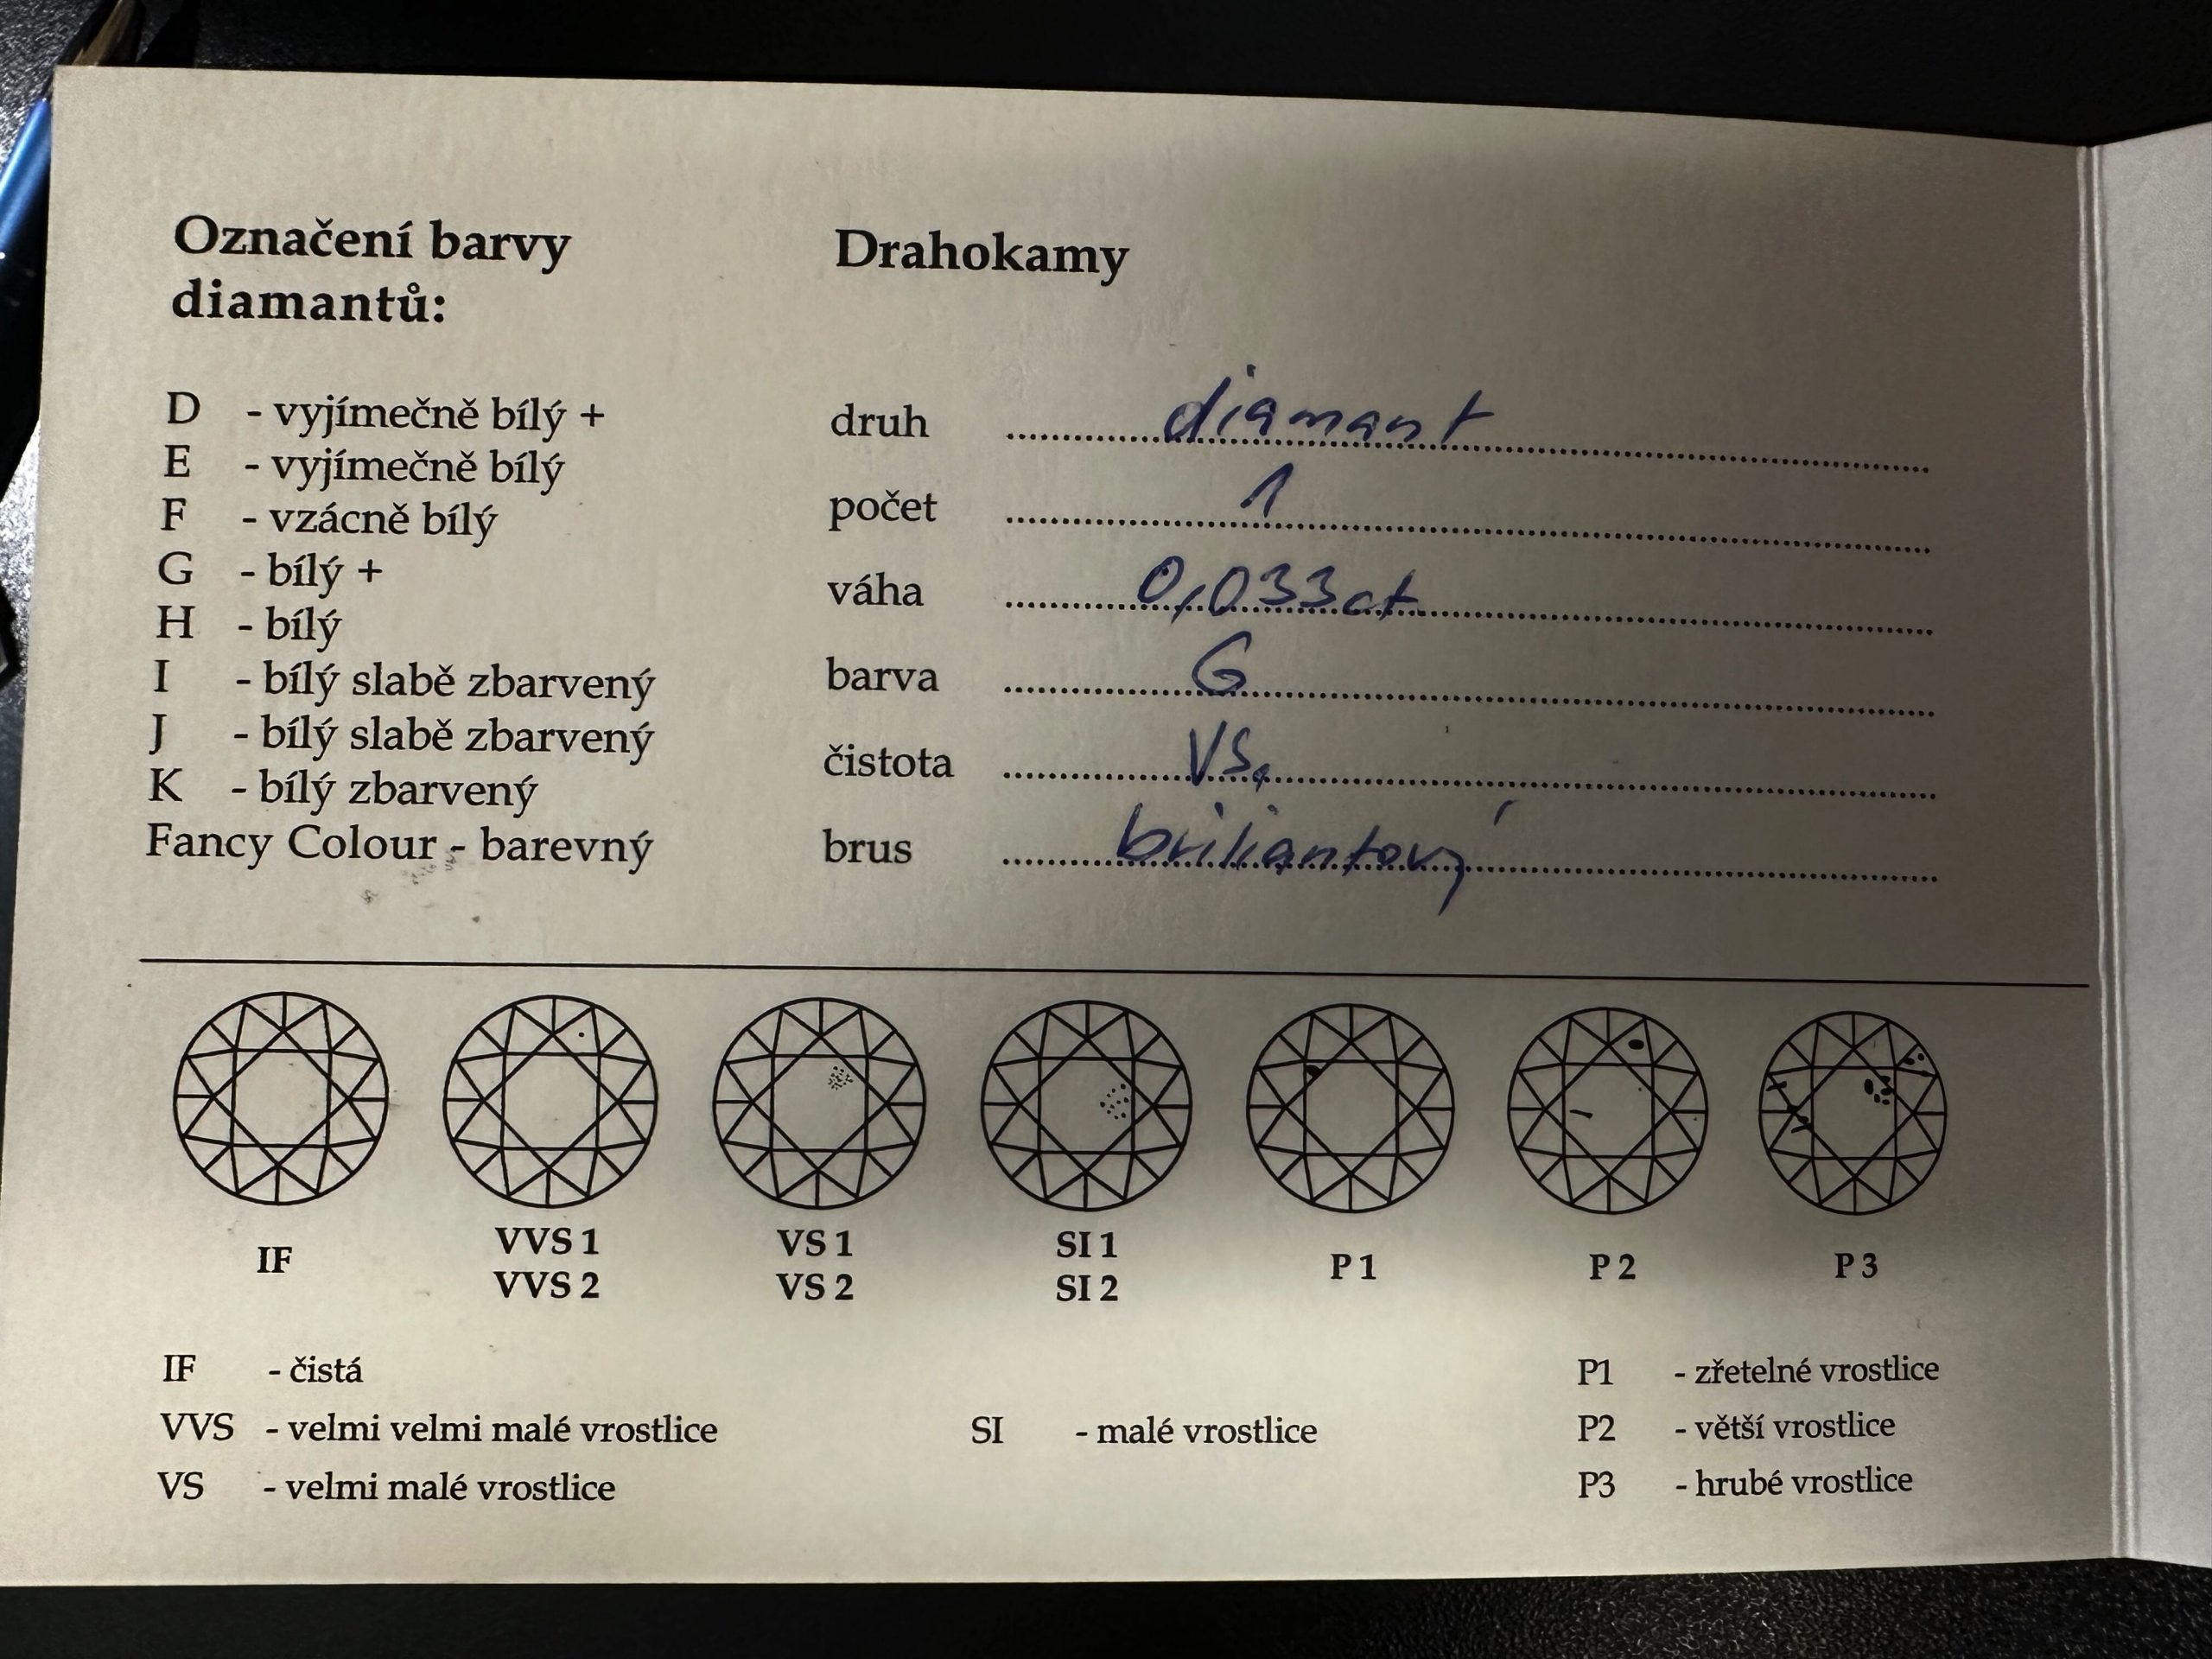 Označení barvy
diamantů:
D - vyjímečně bílý +
E - vyjímečně bílý
F - vzácně bílý
G - bílý +
H - bílý
I - bílý slabě zbarvený
J - bílý slabě zbarvený
K - bílý zbarvený
Fancy Colour - barevný
Drahokamy
druh diamant
počet 1
váha 0,033ct
barva G
čistota VS1
brus briliantový
IF
VVS 1
VVS 2
VS 1
VS 2
SI 1
SI 2
P 1
P 2
P 3
IF - čistá
VVS - velmi velmi malé vrostlice
VS - velmi malé vrostlice
SI - malé vrostlice
P1 - zřetelné vrostlice
P2 - větší vrostlice
P3 - hrubé vrostlice